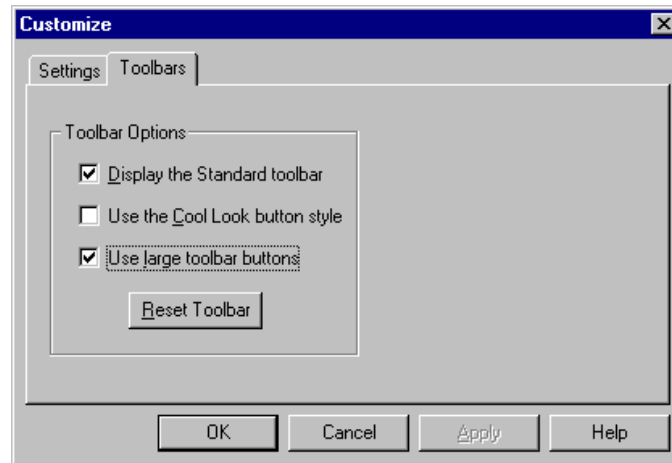 Customize
Settings Toolbars
Toolbar Options
Display the Standard toolbar
Use the Cool Look button style
Use large toolbar buttons
Reset Toolbar
OK Cancel Apply Help